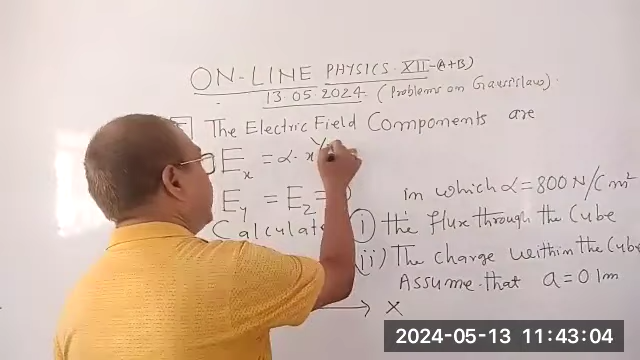 ON-LINE PHYSICS. XII-(A+B)
13.05.2024. (Problems on Gauss's law).
The Electric Field Components are
Ex = α. x
Ey = Ez = 0 in which α = 800 N/C m²
Calculate (i) the flux through the Cube
(ii) The charge within the Cube
Assume that a = 0 1m
X
2024-05-13 11:43:04